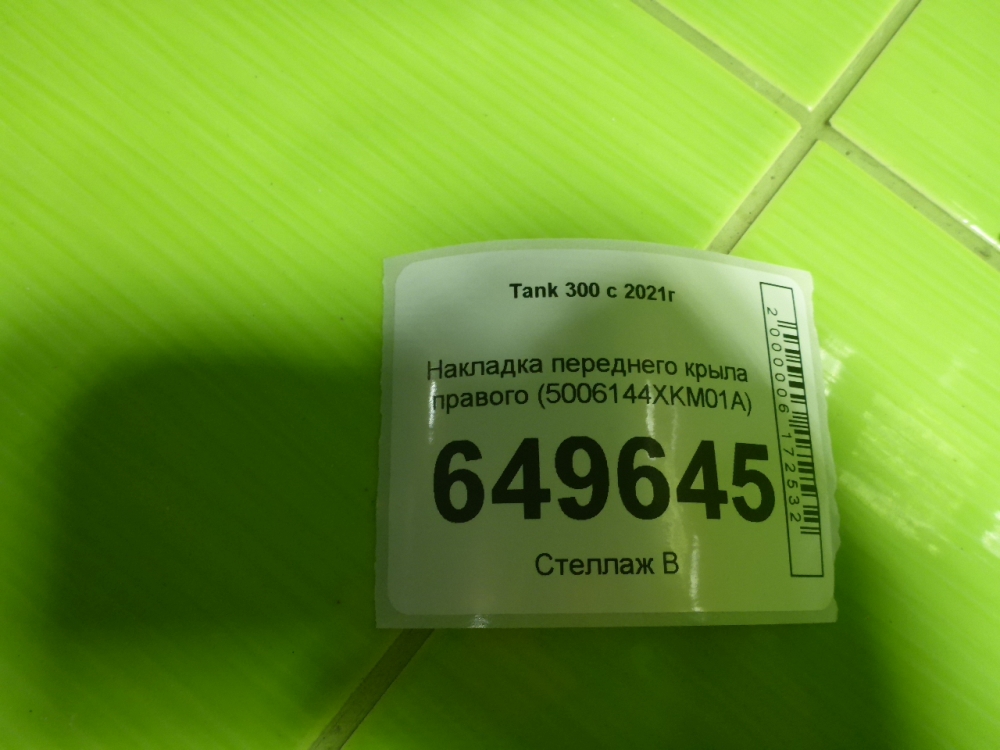 Tank 300 с 2021г
Накладка переднего крыла
правого (5006144XKM01A)
649645
Стеллаж В
2000006172532